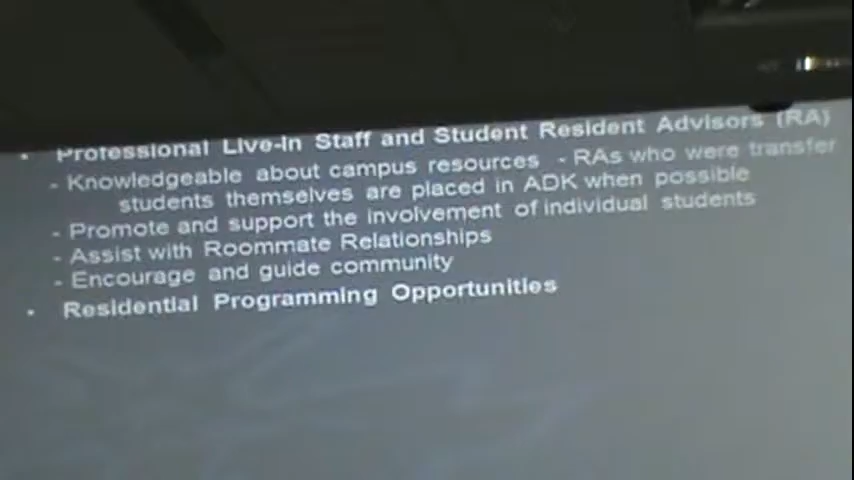 • Professional Live-In Staff and Student Resident Advisors (RA)
- Knowledgeable about campus resources - RAs who were transfer
students themselves are placed in ADK when possible
- Promote and support the involvement of individual students
- Assist with Roommate Relationships
- Encourage and guide community
• Residential Programming Opportunities